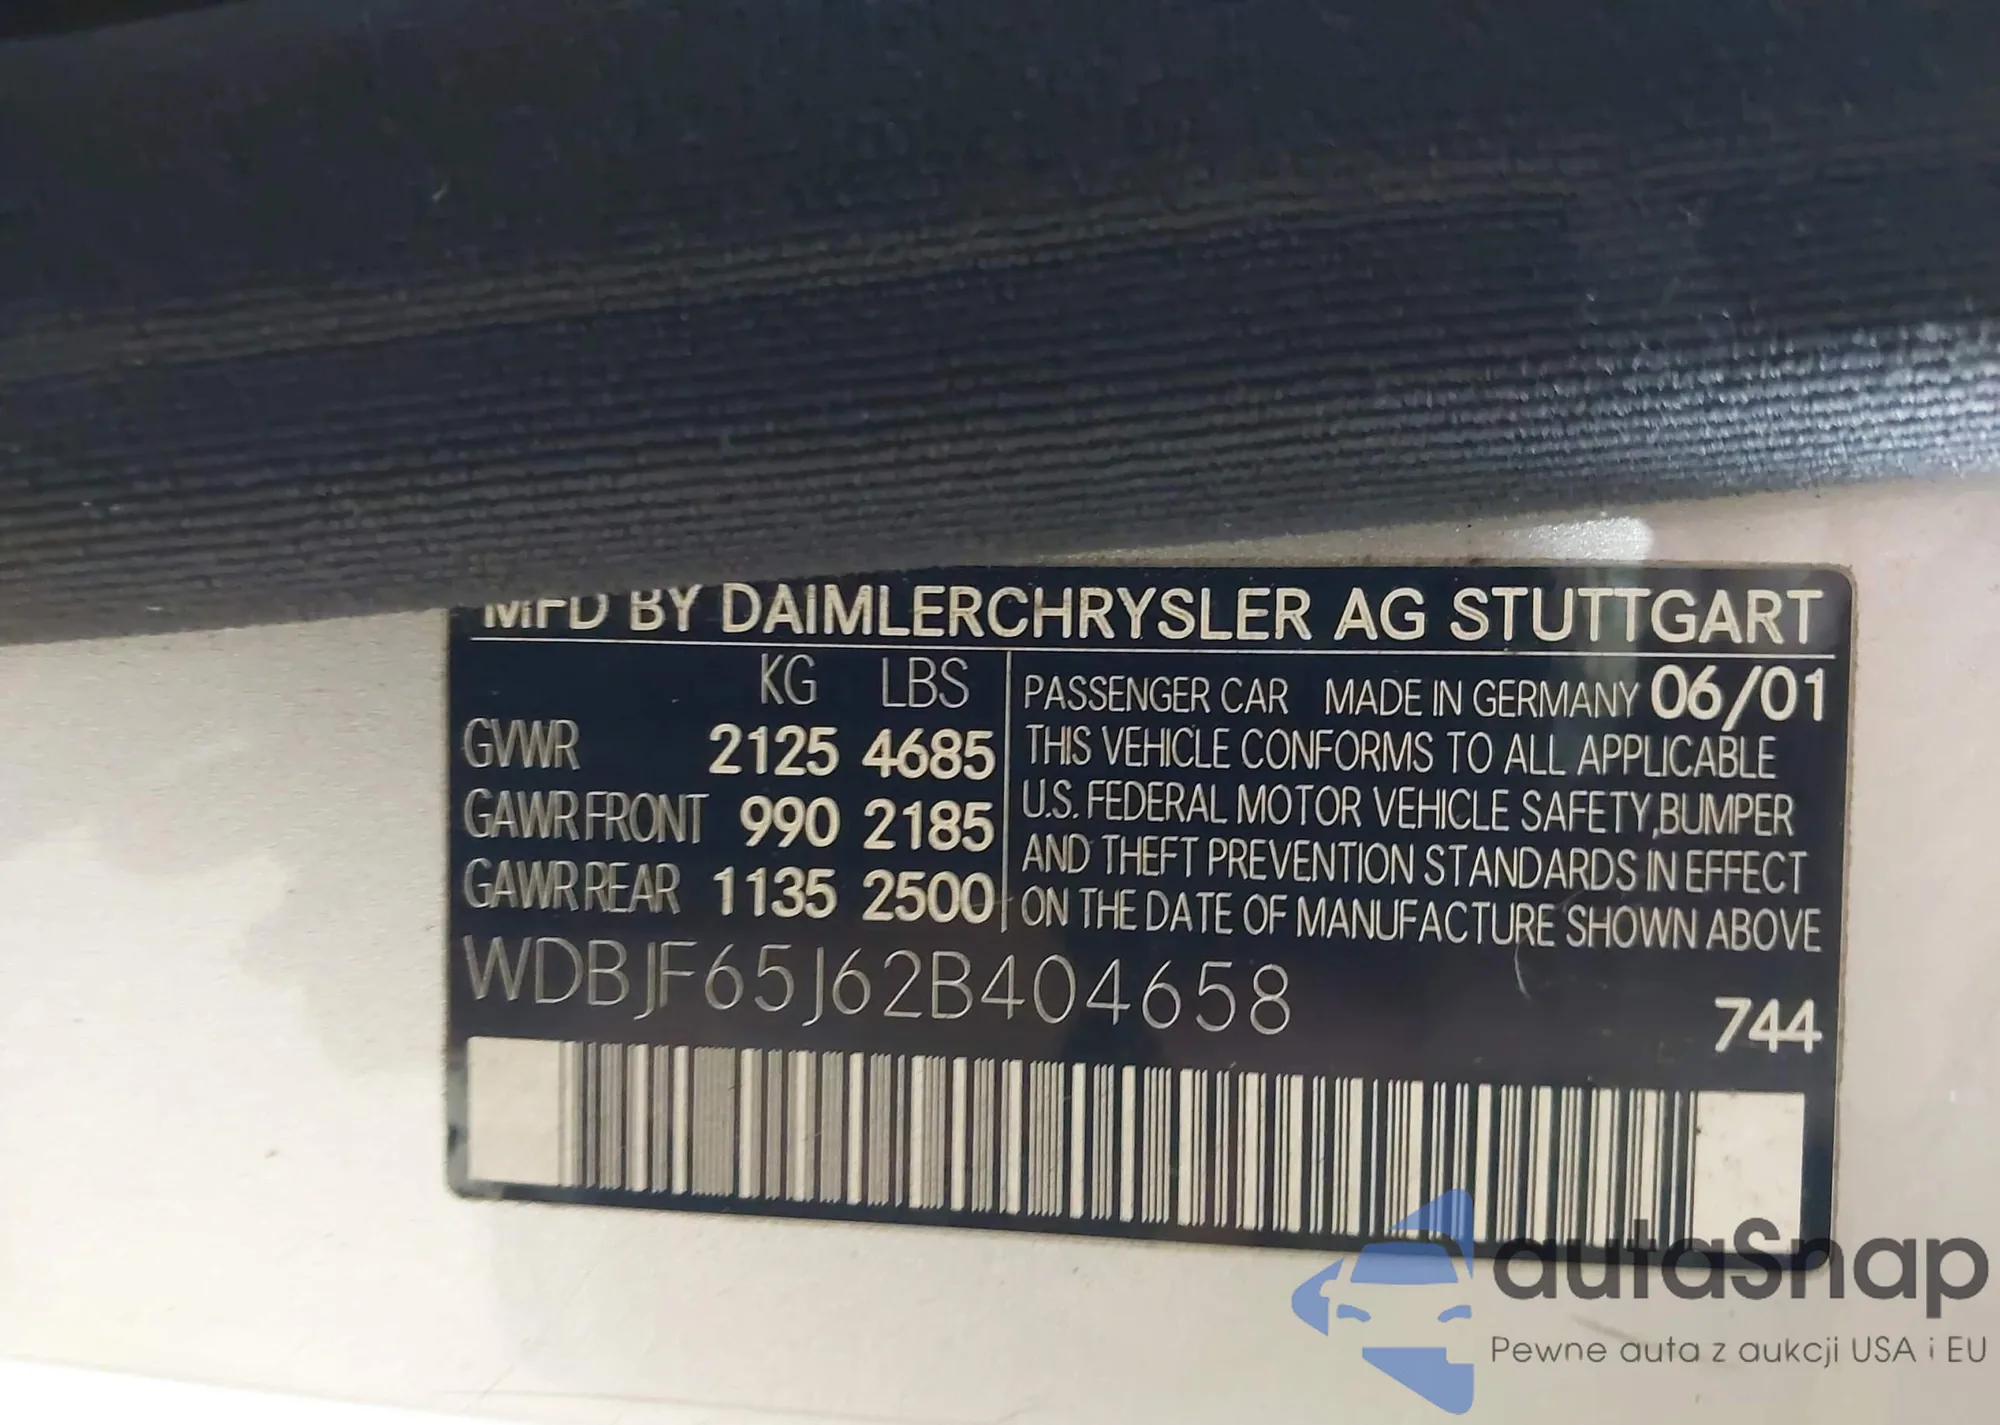 MFD BY DAIMLERCHRYSLER AG STUTTGART
KG LBS
GVWR 2125 4685
GAWR FRONT 990 2185
GAWR REAR 1135 2500
PASSENGER CAR MADE IN GERMANY 06/01
THIS VEHICLE CONFORMS TO ALL APPLICABLE
U.S. FEDERAL MOTOR VEHICLE SAFETY, BUMPER
AND THEFT PREVENTION STANDARDS IN EFFECT
ON THE DATE OF MANUFACTURE SHOWN ABOVE
WDBJF65J62B404658
744
autaSnap
Pewne auta z aukcji USA i EU